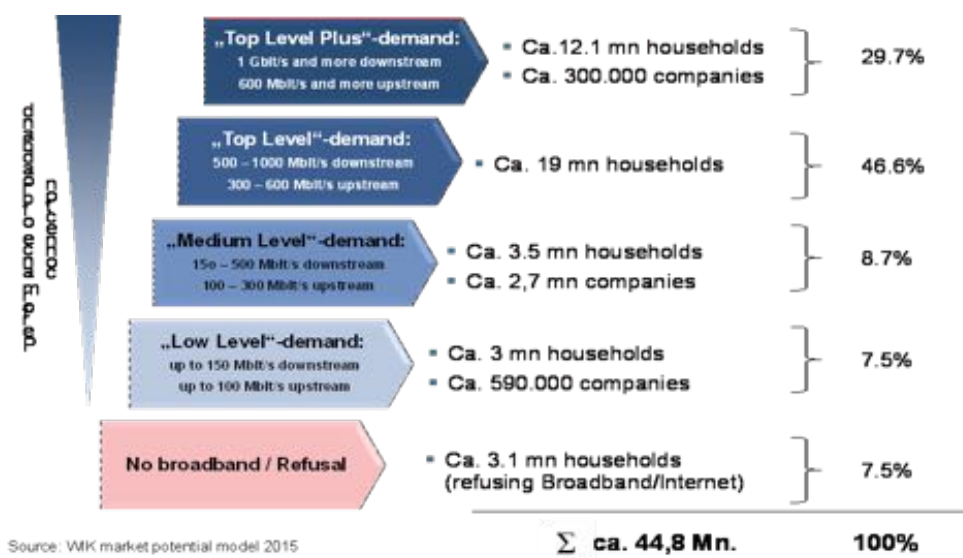 „Top Level Plus“-demand:
1 Gbit/s and more downstream
600 Mbit/s and more upstream
▪ Ca.12.1 mn households
▪ Ca. 300.000 companies
29.7%
„Top Level“-demand:
500 – 1000 Mbit/s downstream
300 – 600 Mbit/s upstream
▪ Ca. 19 mn households
46.6%
„Medium Level“-demand:
150 – 500 Mbit/s downstream
100 – 300 Mbit/s upstream
▪ Ca. 3.5 mn households
▪ Ca. 2,7 mn companies
8.7%
„Low Level“-demand:
up to 150 Mbit/s downstream
up to 100 Mbit/s upstream
▪ Ca. 3 mn households
▪ Ca. 590.000 companies
7.5%
No broadband / Refusal
▪ Ca. 3.1 mn households
(refusing Broadband/Internet)
7.5%
Source: WIK market potential model 2015
Σ ca. 44,8 Mn.
100%